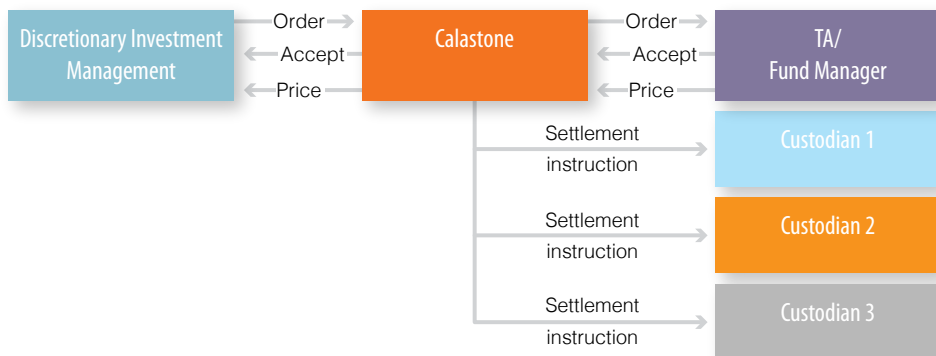 Discretionary Investment
Management
Order
Accept
Price
Calastone
Order
Accept
Price
TA/
Fund Manager
Settlement
instruction
Custodian 1
Settlement
instruction
Custodian 2
Settlement
instruction
Custodian 3